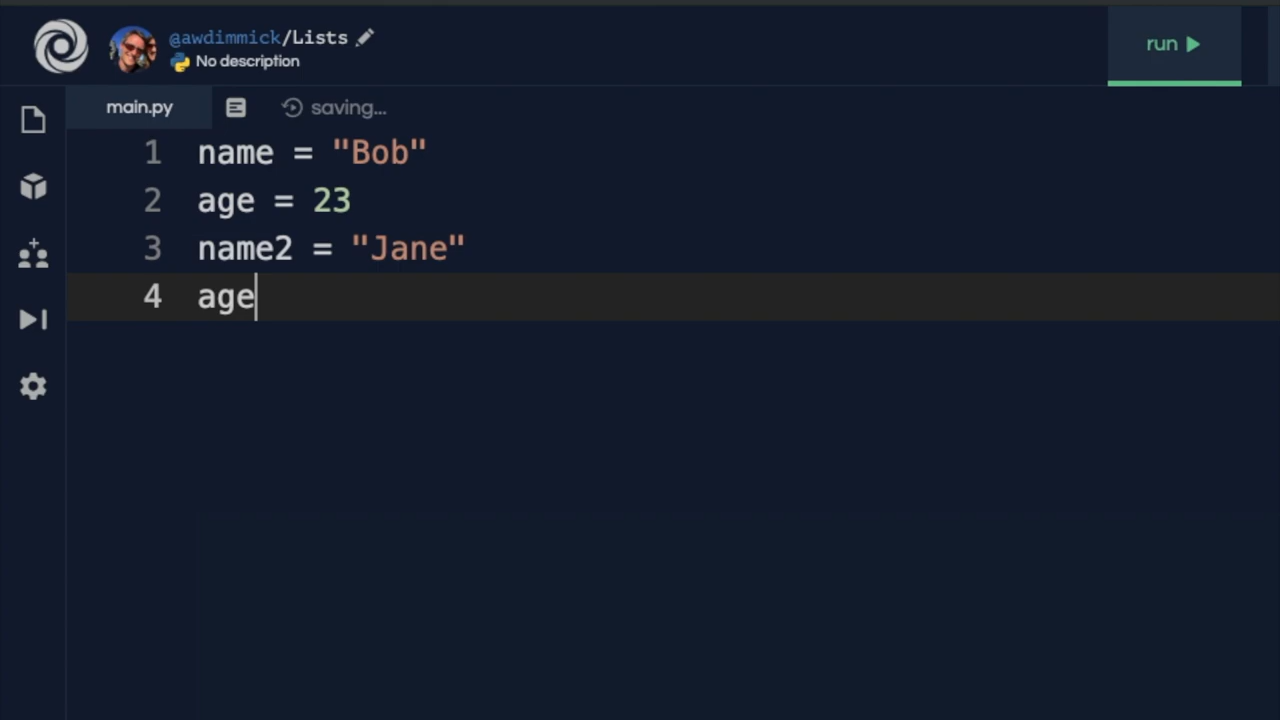 @awdimmick/Lists
No description
run
main.py
saving...
1 name = "Bob"
2 age = 23
3 name2 = "Jane"
4 age